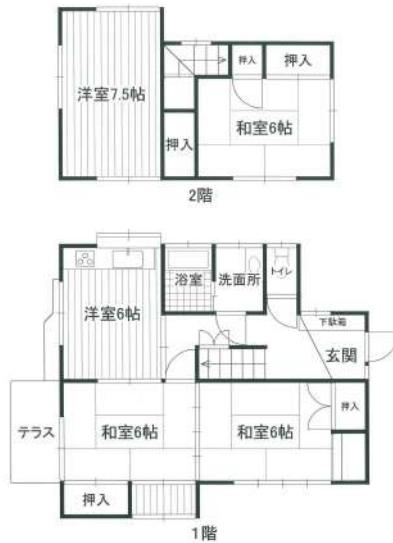 押入
押入
洋室7.5帖
和室6帖
押入
2階
浴室
洗面所
トイレ
洋室6帖
下駄箱
玄関
テラス
和室6帖
和室6帖
押入
押入
1階